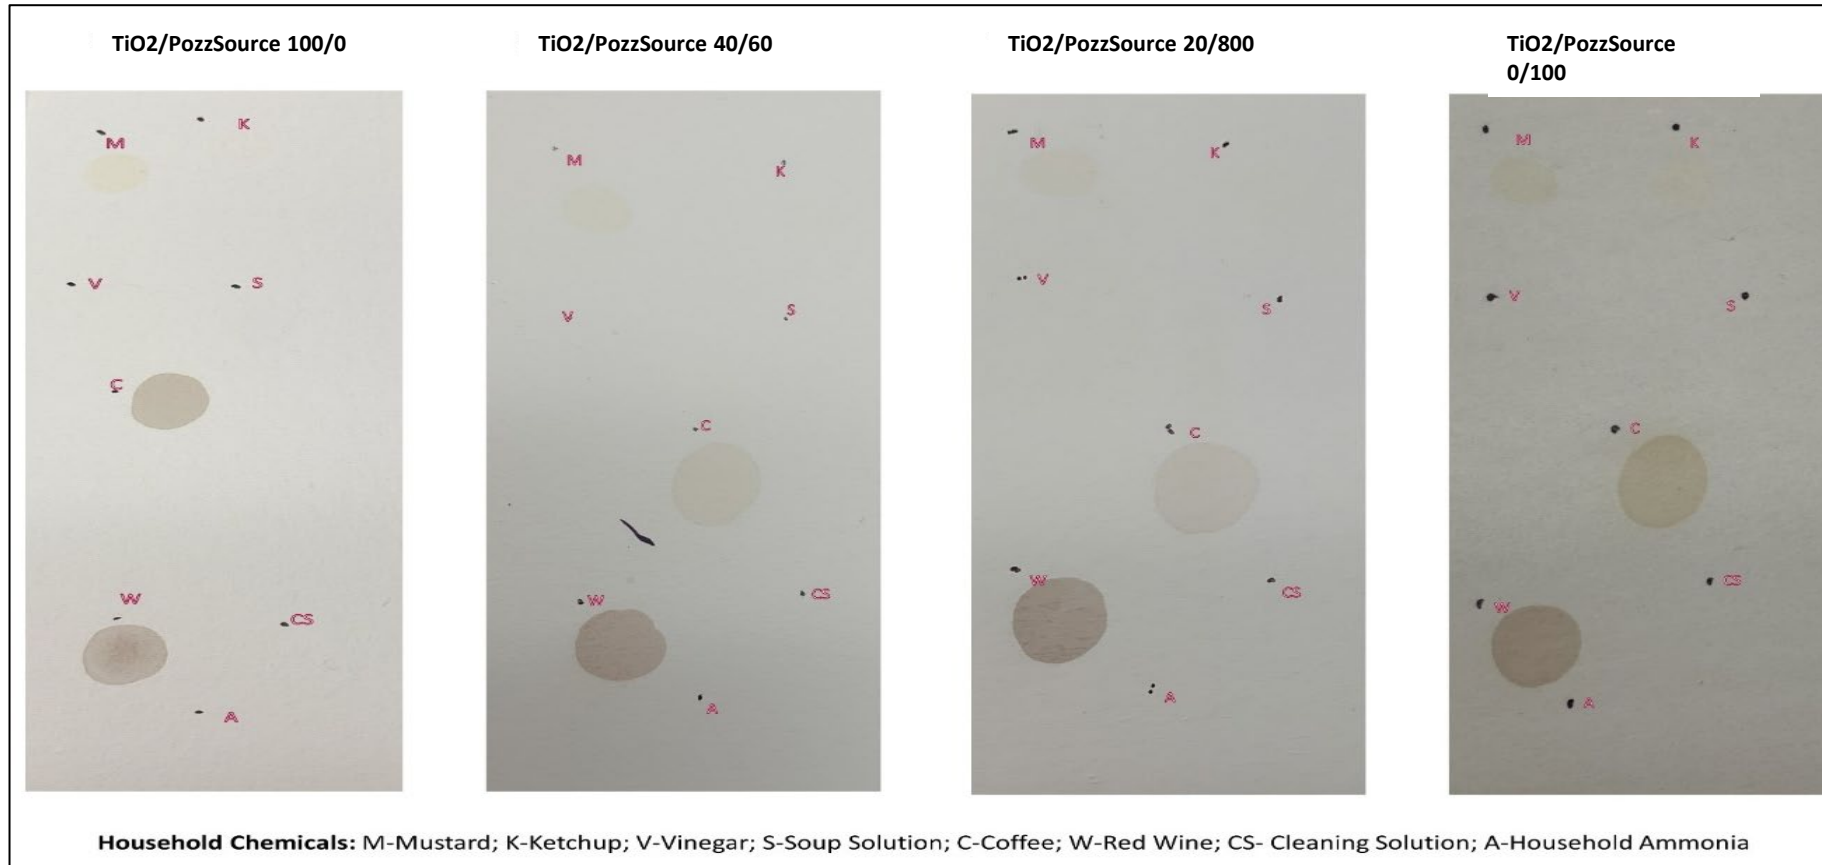 TiO2/PozzSource 100/0
TiO2/PozzSource 40/60
TiO2/PozzSource 20/800
TiO2/PozzSource
0/100
M
K
V
S
C
W
CS
A
M
K
V
S
C
W
CS
A
M
K
V
S
C
W
CS
A
M
K
V
S
C
W
CS
A
Household Chemicals: M-Mustard; K-Ketchup; V-Vinegar; S-Soup Solution; C-Coffee; W-Red Wine; CS- Cleaning Solution; A-Household Ammonia